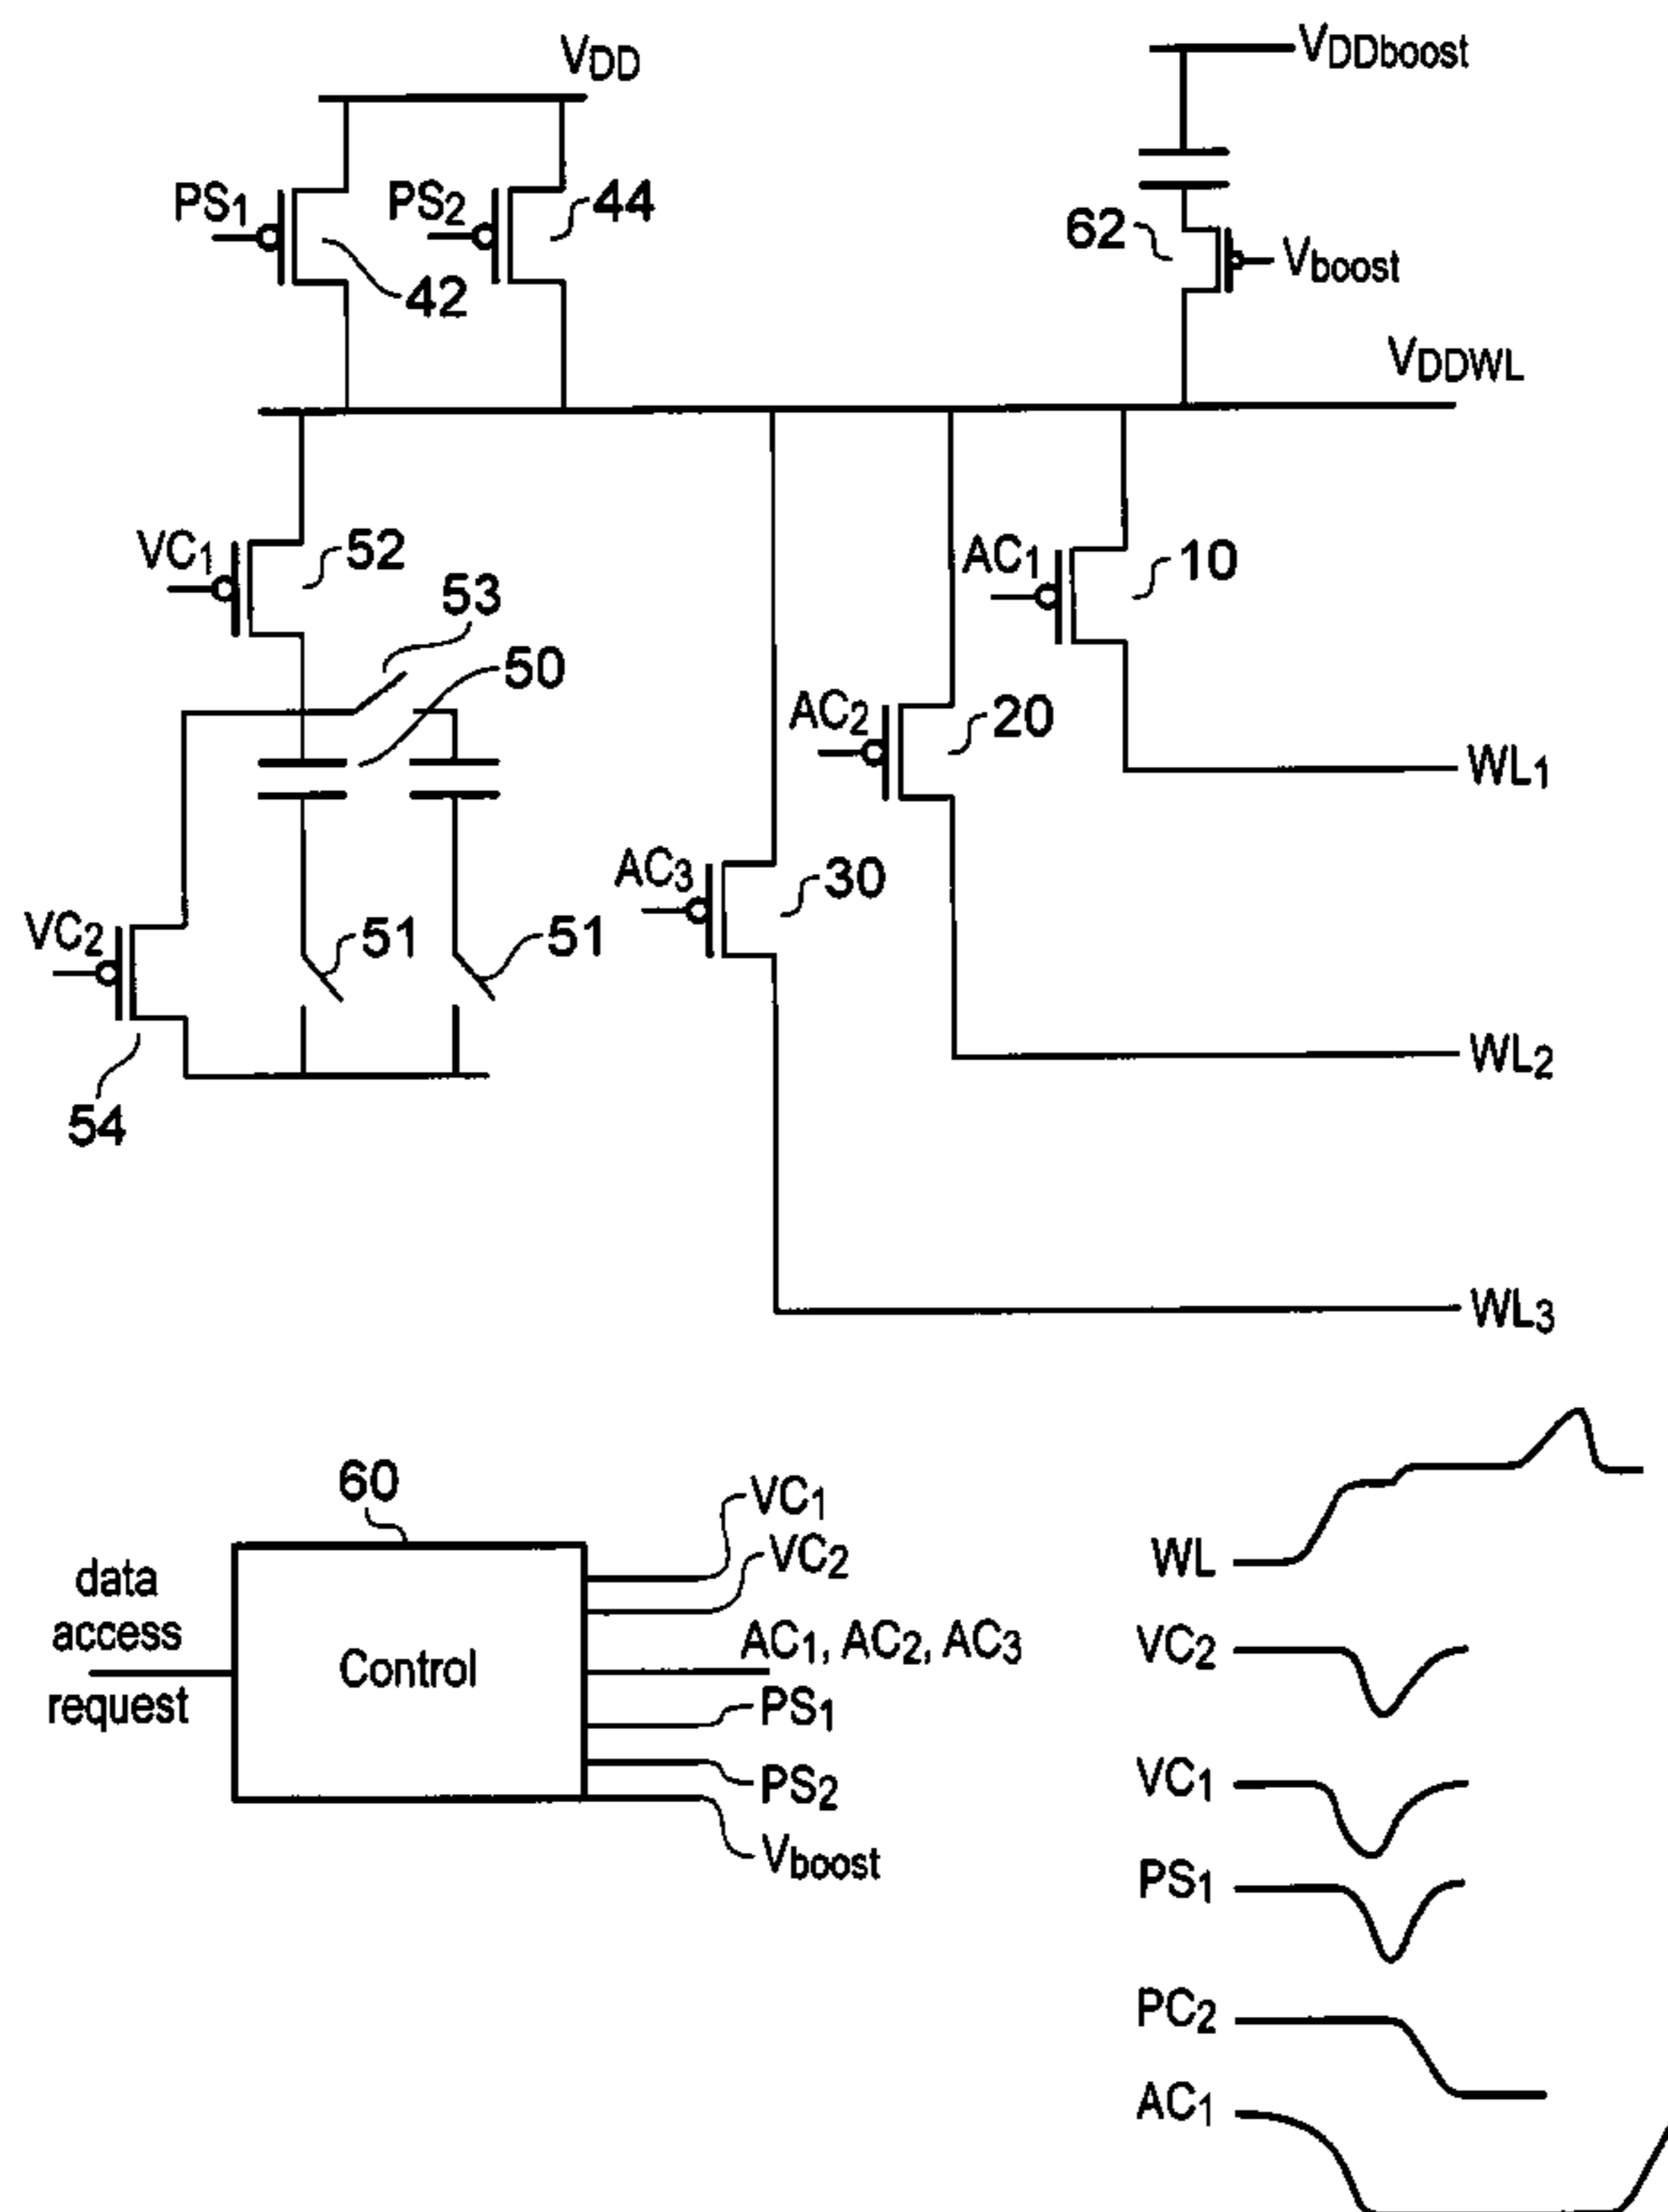 VDD
VDDboost
PS1
PS2
44
62
Vboost
42
VDDWL
VC1
52
AC1
10
53
50
AC2
20
WL1
AC3
30
VC2
51
51
WL2
54
WL3
60
VC1
VC2
data
access
request
Control
AC1, AC2, AC3
PS1
PS2
Vboost
WL
VC2
VC1
PS1
PC2
AC1